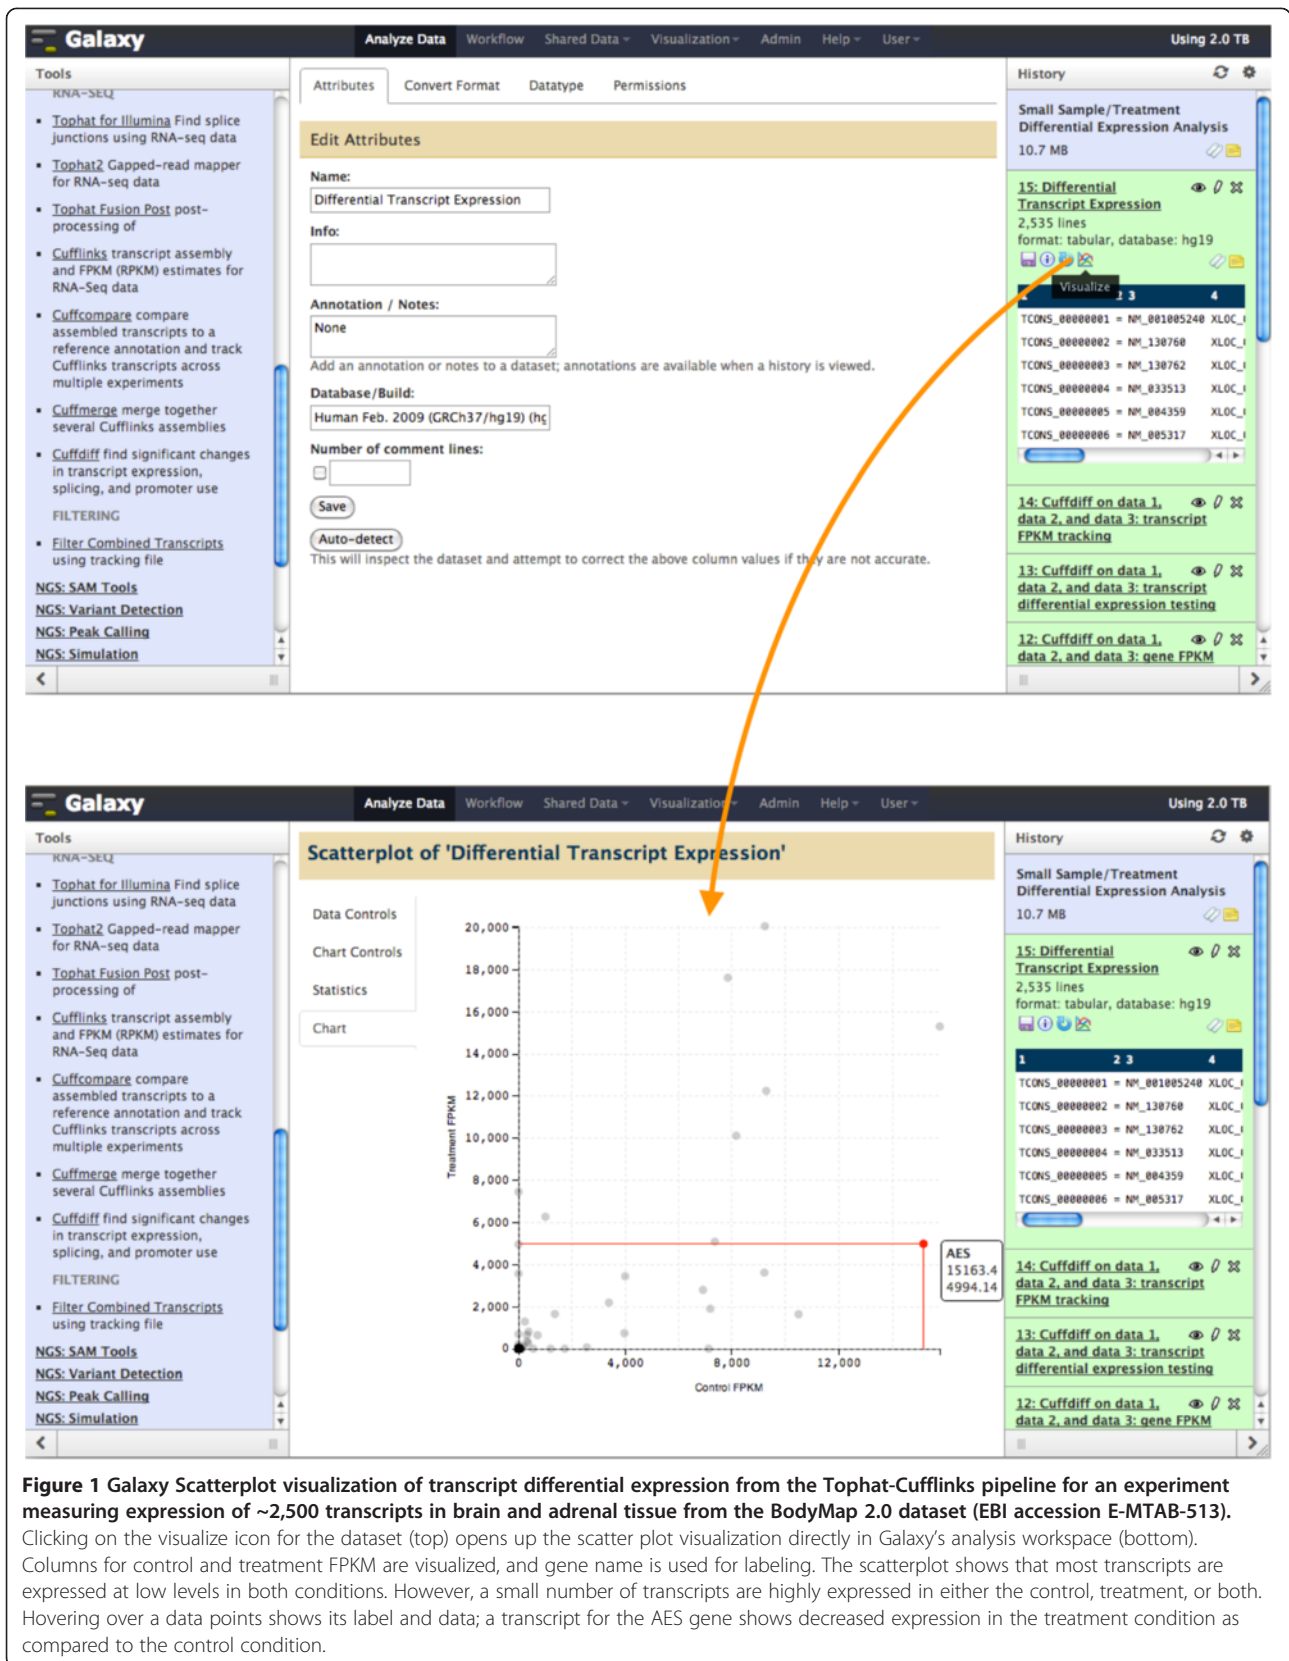 Galaxy
Analyze Data Workflow Shared Data Visualization Admin Help User
Using 2.0 TB
Tools
RNA-SEQ
Tophat for Illumina Find splice
junctions using RNA-seq data
Tophat2 Gapped-read mapper
for RNA-seq data
Tophat Fusion Post post-
processing of
Cufflinks transcript assembly
and FPKM (RPKM) estimates for
RNA-Seq data
Cuffcompare compare
assembled transcripts to a
reference annotation and track
Cufflinks transcripts across
multiple experiments
Cuffmerge merge together
several Cufflinks assemblies
Cuffdiff find significant changes
in transcript expression,
splicing, and promoter use
FILTERING
Filter Combined Transcripts
using tracking file
NGS: SAM Tools
NGS: Variant Detection
NGS: Peak Calling
NGS: Simulation
Attributes Convert Format Datatype Permissions
Edit Attributes
Name:
Differential Transcript Expression
Info:
Annotation / Notes:
None
Add an annotation or notes to a dataset; annotations are available when a history is viewed.
Database/Build:
Human Feb. 2009 (GRCh37/hg19) (hg
Number of comment lines:
Save
Auto-detect
This will inspect the dataset and attempt to correct the above column values if they are not accurate.
History
Small Sample/Treatment
Differential Expression Analysis
10.7 MB
15: Differential
Transcript Expression
2,535 lines
format: tabular, database: hg19
Visualize
1 2 3 4
TCONS_00000001 = NM_001005240 XLOC_
TCONS_00000002 = NM_130760 XLOC_
TCONS_00000003 = NM_130762 XLOC_
TCONS_00000004 = NM_033513 XLOC_
TCONS_00000005 = NM_004359 XLOC_
TCONS_00000006 = NM_005317 XLOC_
14: Cuffdiff on data 1,
data 2, and data 3: transcript
FPKM tracking
13: Cuffdiff on data 1,
data 2, and data 3: transcript
differential expression testing
12: Cuffdiff on data 1,
data 2, and data 3: gene FPKM
Galaxy
Analyze Data Workflow Shared Data Visualization Admin Help User
Using 2.0 TB
Tools
RNA-SEQ
Tophat for Illumina Find splice
junctions using RNA-seq data
Tophat2 Gapped-read mapper
for RNA-seq data
Tophat Fusion Post post-
processing of
Cufflinks transcript assembly
and FPKM (RPKM) estimates for
RNA-Seq data
Cuffcompare compare
assembled transcripts to a
reference annotation and track
Cufflinks transcripts across
multiple experiments
Cuffmerge merge together
several Cufflinks assemblies
Cuffdiff find significant changes
in transcript expression,
splicing, and promoter use
FILTERING
Filter Combined Transcripts
using tracking file
NGS: SAM Tools
NGS: Variant Detection
NGS: Peak Calling
NGS: Simulation
Scatterplot of 'Differential Transcript Expression'
Data Controls
Chart Controls
Statistics
Chart
20,000
18,000
16,000
14,000
12,000
10,000
8,000
6,000
4,000
2,000
0
Treatment FPKM
0 4,000 8,000 12,000
Control FPKM
AES
15163.4
4994.14
History
Small Sample/Treatment
Differential Expression Analysis
10.7 MB
15: Differential
Transcript Expression
2,535 lines
format: tabular, database: hg19
1 2 3 4
TCONS_00000001 = NM_001005240 XLOC_
TCONS_00000002 = NM_130760 XLOC_
TCONS_00000003 = NM_130762 XLOC_
TCONS_00000004 = NM_033513 XLOC_
TCONS_00000005 = NM_004359 XLOC_
TCONS_00000006 = NM_005317 XLOC_
14: Cuffdiff on data 1,
data 2, and data 3: transcript
FPKM tracking
13: Cuffdiff on data 1,
data 2, and data 3: transcript
differential expression testing
12: Cuffdiff on data 1,
data 2, and data 3: gene FPKM
Figure 1 Galaxy Scatterplot visualization of transcript differential expression from the Tophat-Cufflinks pipeline for an experiment
measuring expression of ~2,500 transcripts in brain and adrenal tissue from the BodyMap 2.0 dataset (EBI accession E-MTAB-513).
Clicking on the visualize icon for the dataset (top) opens up the scatter plot visualization directly in Galaxy's analysis workspace (bottom).
Columns for control and treatment FPKM are visualized, and gene name is used for labeling. The scatterplot shows that most transcripts are
expressed at low levels in both conditions. However, a small number of transcripts are highly expressed in either the control, treatment, or both.
Hovering over a data points shows its label and data; a transcript for the AES gene shows decreased expression in the treatment condition as
compared to the control condition.